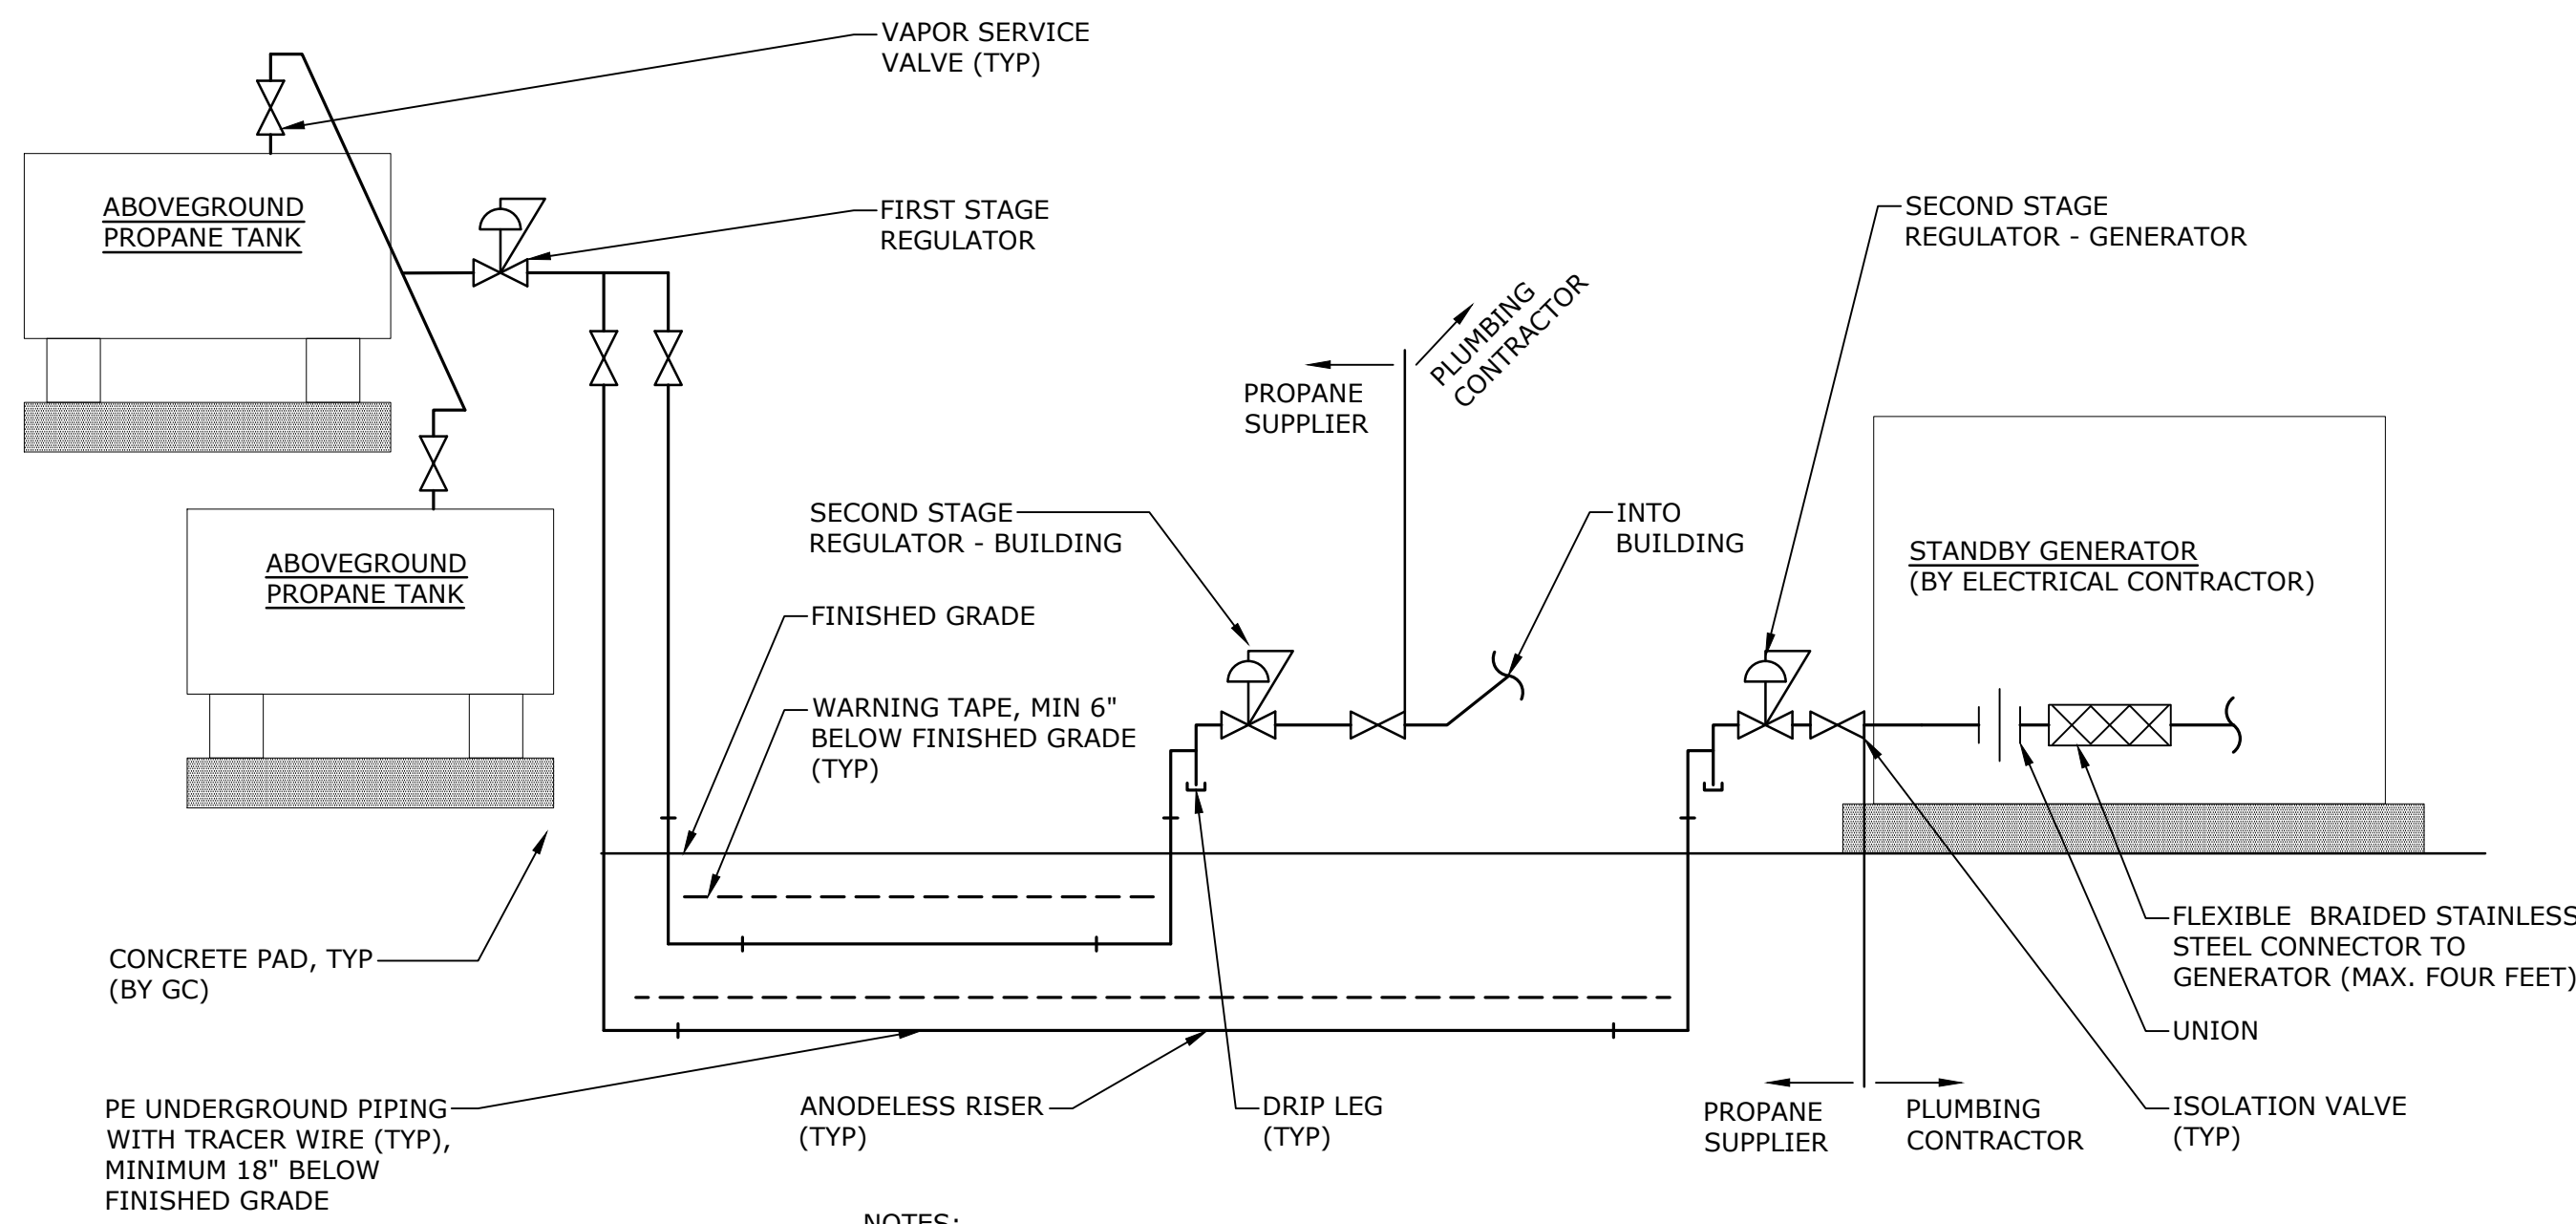 VAPOR SERVICE
VALVE (TYP)
ABOVEGROUND
PROPANE TANK
FIRST STAGE
REGULATOR
SECOND STAGE
REGULATOR - GENERATOR
PLUMBING
CONTRACTOR
PROPANE
SUPPLIER
ABOVEGROUND
PROPANE TANK
SECOND STAGE
REGULATOR - BUILDING
INTO
BUILDING
STANDBY GENERATOR
(BY ELECTRICAL CONTRACTOR)
FINISHED GRADE
WARNING TAPE, MIN 6"
BELOW FINISHED GRADE
(TYP)
CONCRETE PAD, TYP
(BY GC)
FLEXIBLE BRAIDED STAINLESS
STEEL CONNECTOR TO
GENERATOR (MAX. FOUR FEET)
UNION
PE UNDERGROUND PIPING
WITH TRACER WIRE (TYP),
MINIMUM 18" BELOW
FINISHED GRADE
ANODELESS RISER
(TYP)
DRIP LEG
(TYP)
PROPANE
SUPPLIER
PLUMBING
CONTRACTOR
ISOLATION VALVE
(TYP)
NOTES: